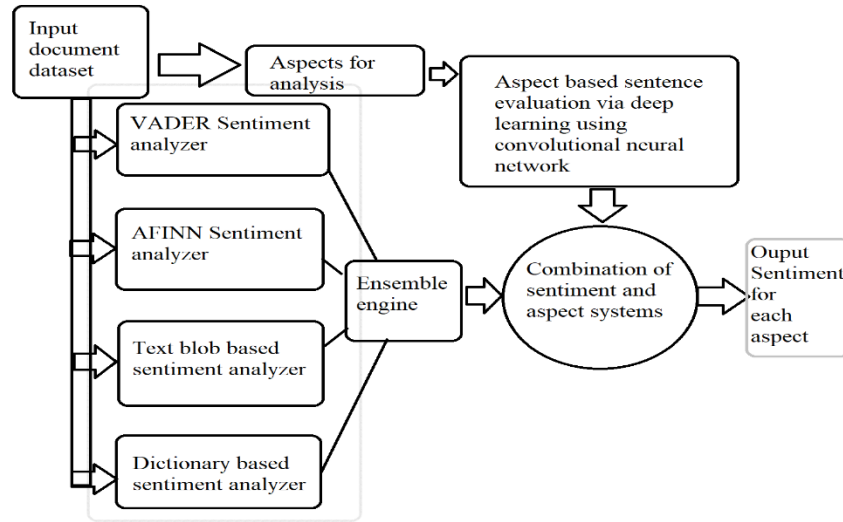 Input
document
dataset
Aspects for
analysis
Aspect based sentence
evaluation via deep
learning using
convolutional neural
network
VADER Sentiment
analyzer
AFINN Sentiment
analyzer
Text blob based
sentiment analyzer
Dictionary based
sentiment analyzer
Ensemble
engine
Combination of
sentiment and
aspect systems
Ouput
Sentiment
for
each
aspect